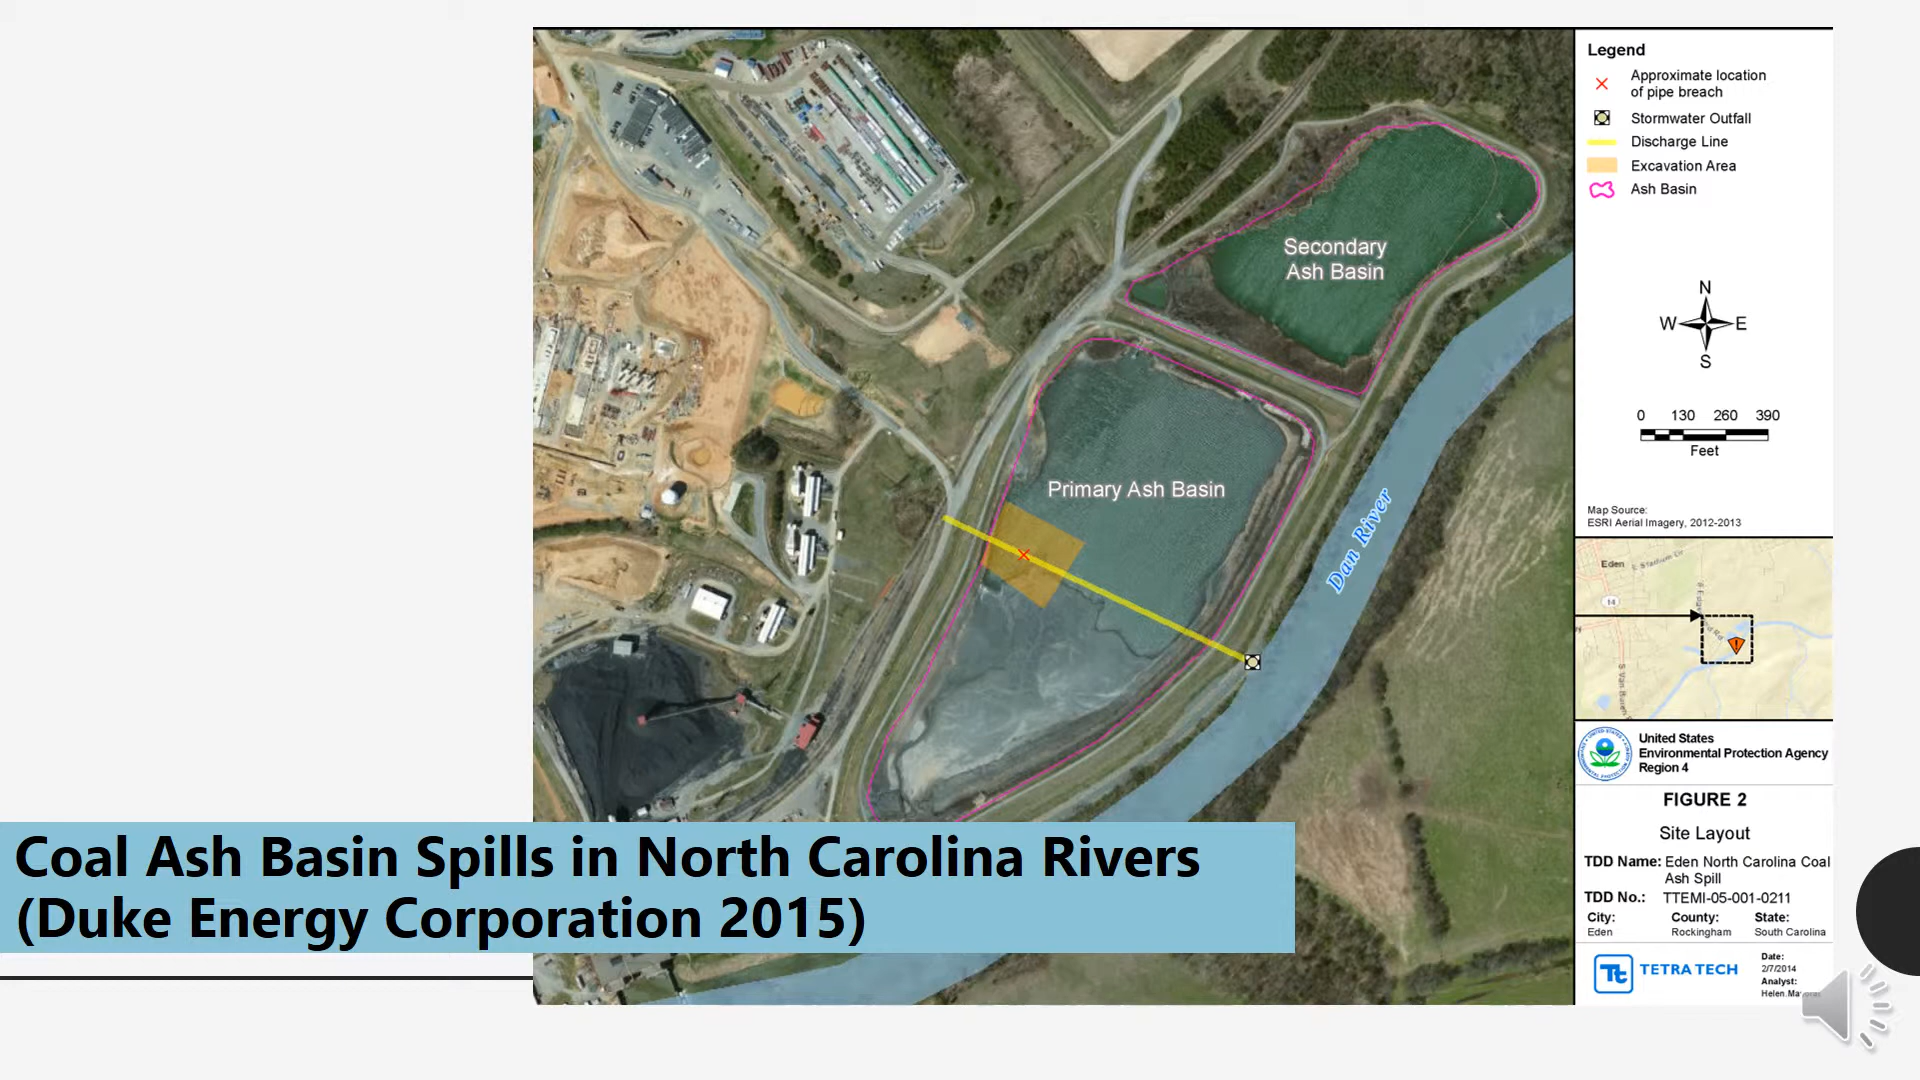 Legend
Approximate location
of pipe breach
Stormwater Outfall
Discharge Line
Excavation Area
Ash Basin
Secondary
Ash Basin
N
W E
S
0 130 260 390
Feet
Primary Ash Basin
Dan River
Map Source:
ESRI Aerial Imagery, 2012-2013
Eden
E Stadium Dr
14
United States
Environmental Protection Agency
Region 4
FIGURE 2
Site Layout
TDD Name: Eden North Carolina Coal
Ash Spill
TDD No.: TTEMI-05-001-0211
City: County: State:
Eden Rockingham South Carolina
Tt TETRA TECH
Date:
2/7/2014
Analyst:
Coal Ash Basin Spills in North Carolina Rivers
(Duke Energy Corporation 2015)